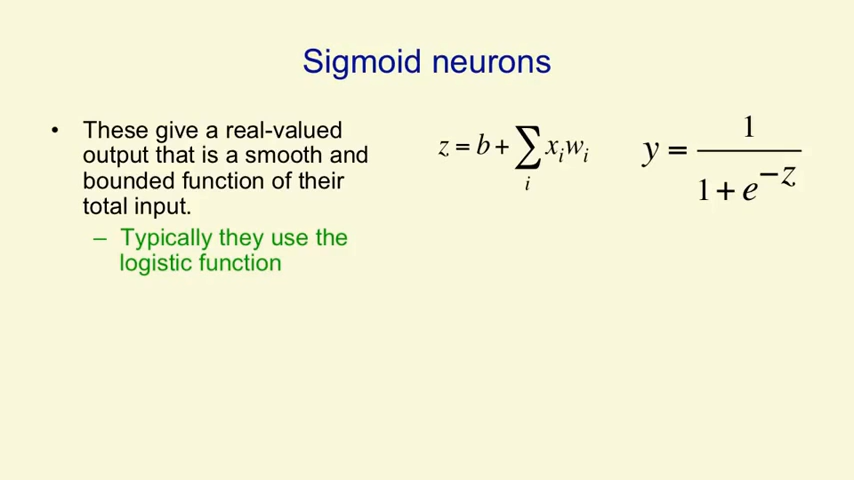 Sigmoid neurons
• These give a real-valued
output that is a smooth and
bounded function of their
total input.
– Typically they use the
logistic function
z = b + ∑ᵢ xᵢwᵢ
y = 1 / (1 + e^(−z))